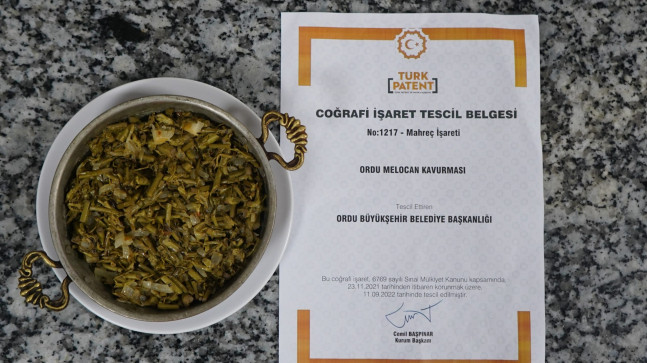 TÜRK
PATENT
COĞRAFİ İŞARET TESCİL BELGESİ
No:1217 - Mahreç İşareti
ORDU MELOCAN KAVURMASI
Tescil Ettiren
ORDU BÜYÜKŞEHİR BELEDİYE BAŞKANLIĞI
Bu coğrafi işaret, 6769 sayılı Sınai Mülkiyet Kanunu kapsamında,
23.11.2021 tarihinden itibaren korunmak üzere
11.09.2022 tarihinde tescil edilmiştir.
Cemil BAŞPINAR
Kurum Başkanı